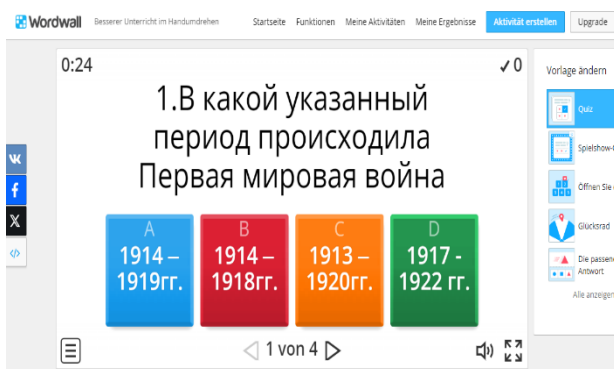 Wordwall
Besserer Unterricht im Handumdrehen
Startseite Funktionen Meine Aktivitäten Meine Ergebnisse
Aktivität erstellen
Upgrade
0:24
✓ 0
1.В какой указанный
период происходила
Первая мировая война
A
1914 –
1919гг.
B
1914 –
1918гг.
C
1913 –
1920гг.
D
1917 -
1922 гг.
1 von 4
Vorlage ändern
Quiz
Glücksrad
Antwort
Alle anzeigen